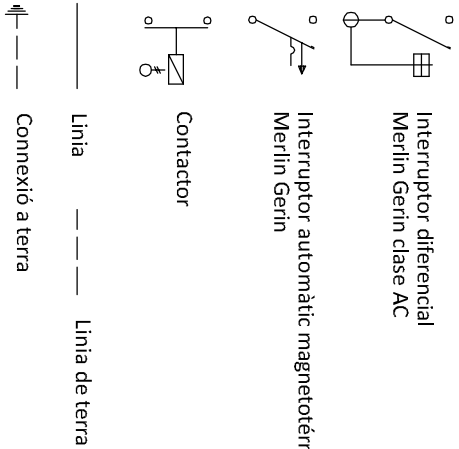 Interruptor diferencial
Merlin Gerin clase AC
Interruptor automàtic magnetotérr
Merlin Gerin
Contactor
Linia
Linia de terra
Connexió a terra